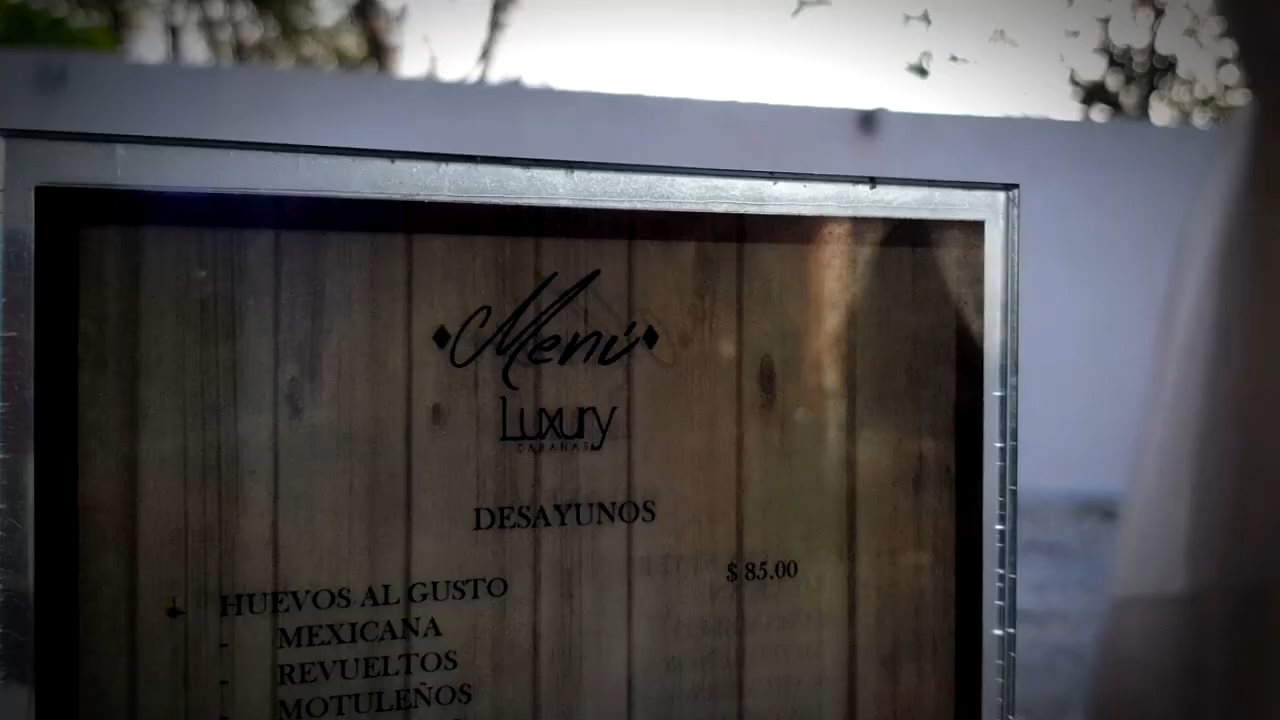 Menú
Luxury
CABAÑAS
DESAYUNOS
$ 85.00
HUEVOS AL GUSTO
- MEXICANA
- REVUELTOS
- MOTULEÑOS